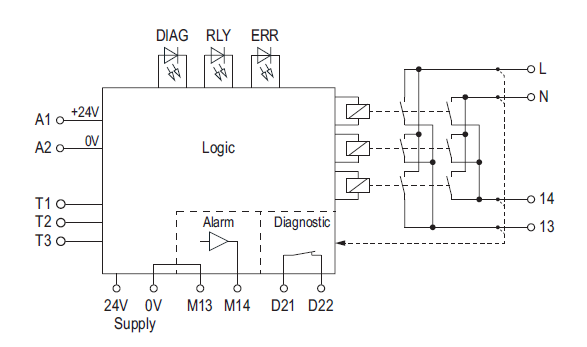 DIAG RLY ERR
L
+24V
A1
N
0V
A2
Logic
T1
14
T2
Alarm Diagnostic
13
T3
24V 0V M13 M14 D21 D22
Supply